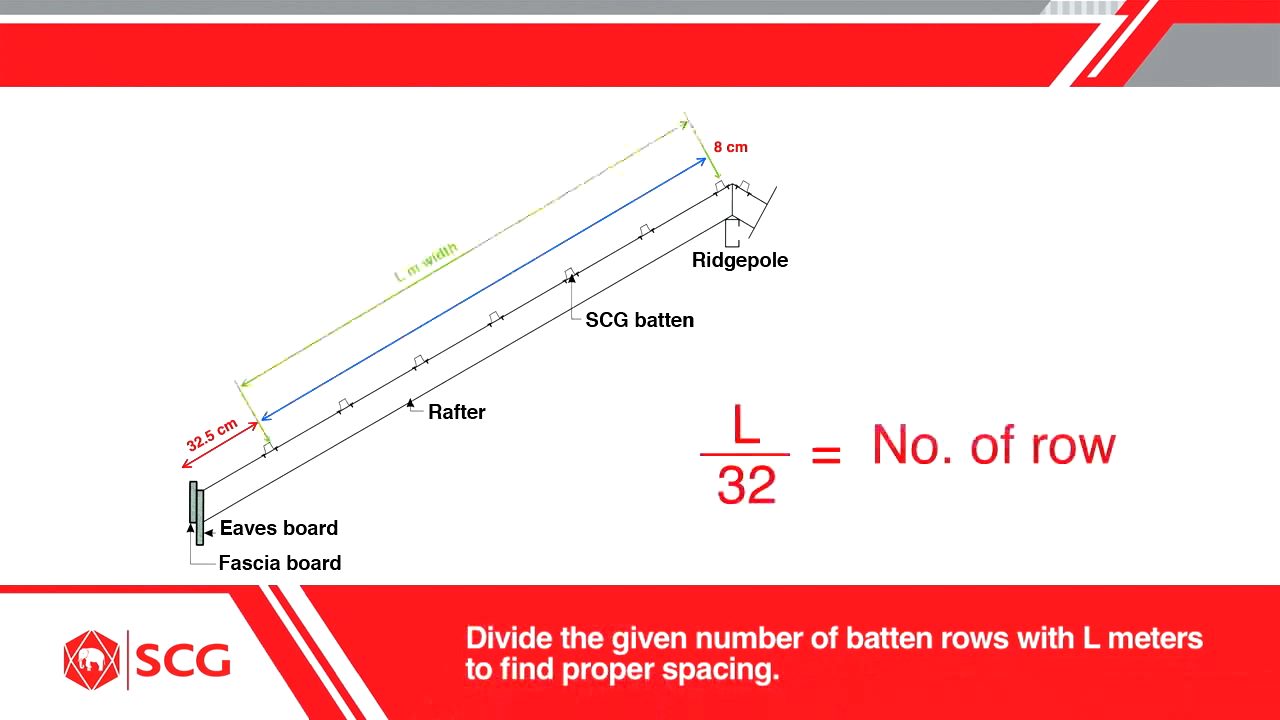 8 cm
L m width
Ridgepole
SCG batten
Rafter
32.5 cm
L
32
= No. of row
Eaves board
Fascia board
SCG
Divide the given number of batten rows with L meters
to find proper spacing.